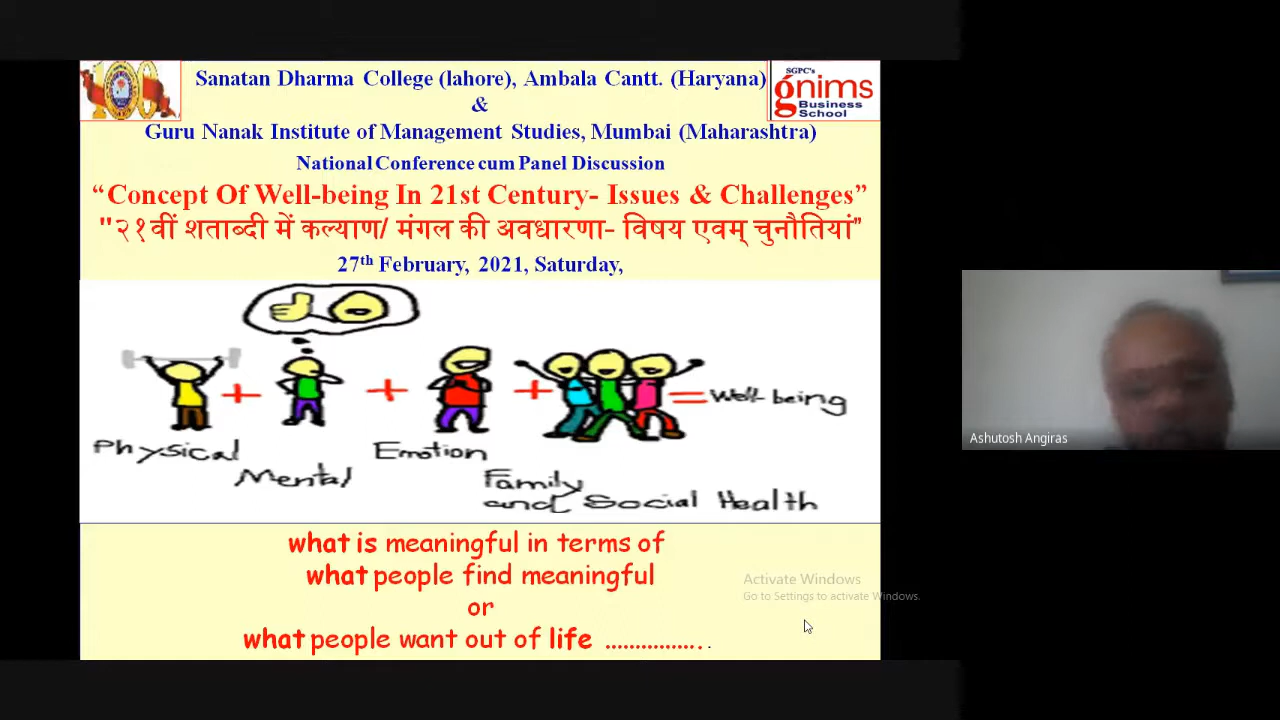 Sanatan Dharma College (lahore), Ambala Cantt. (Haryana)
&
Guru Nanak Institute of Management Studies, Mumbai (Maharashtra)
SGPC's
gnims
Business
School
100
National Conference cum Panel Discussion
“Concept Of Well-being In 21st Century- Issues & Challenges”
"२१वीं शताब्दी में कल्याण/ मंगल की अवधारणा- विषय एवम् चुनौतियां"
27th February, 2021, Saturday,
Physical
Mental
Emotion
Family
and Social Health
Well-being
what is meaningful in terms of
what people find meaningful
or
what people want out of life ................
Activate Windows
Go to Settings to activate Windows.
Ashutosh Angiras